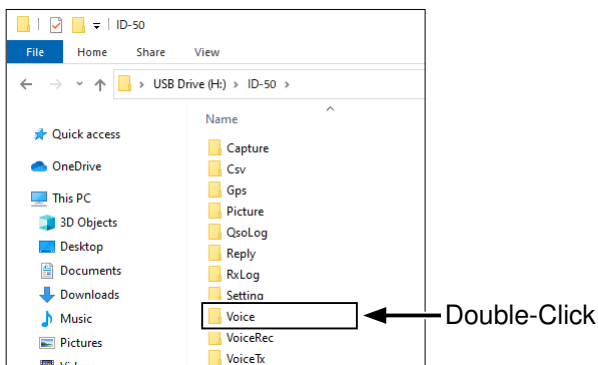 ID-50
File Home Share View
USB Drive (H:) > ID-50 >
Name
Quick access
OneDrive
This PC
3D Objects
Desktop
Documents
Downloads
Music
Pictures
Capture
Csv
Gps
Picture
QsoLog
Reply
RxLog
Setting
Voice
VoiceRec
VoiceTx
Double-Click